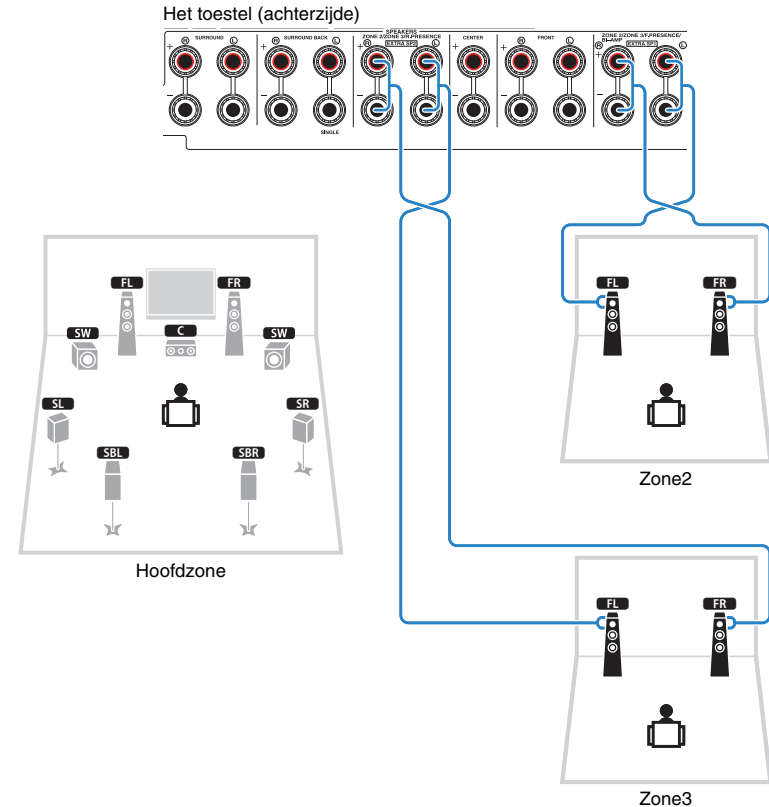 Het toestel (achterzijde)
SPEAKERS
R SURROUND L
R SURROUND BACK L
ZONE 2/ZONE 3/R.PRESENCE
R EXTRA SP2 L
CENTER
R FRONT L
ZONE 2/ZONE 3/F.PRESENCE/
BI-AMP EXTRA SP1
R L
+ + + + + +
- - - - - -
SINGLE
FL FR
SW C SW
SL SR
SBL SBR
Hoofdzone
FL FR
Zone2
FL FR
Zone3